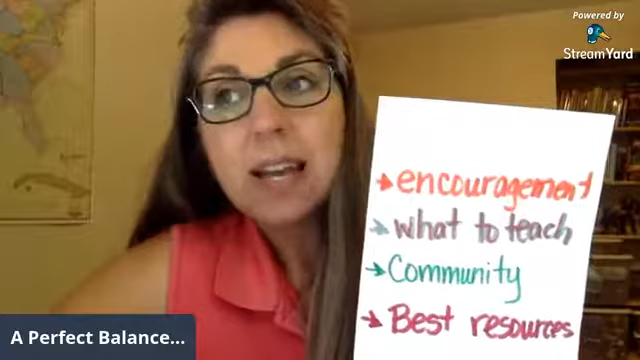 Powered by
StreamYard
→ encouragement
→ what to teach
→ Community
→ Best resources
A Perfect Balance...